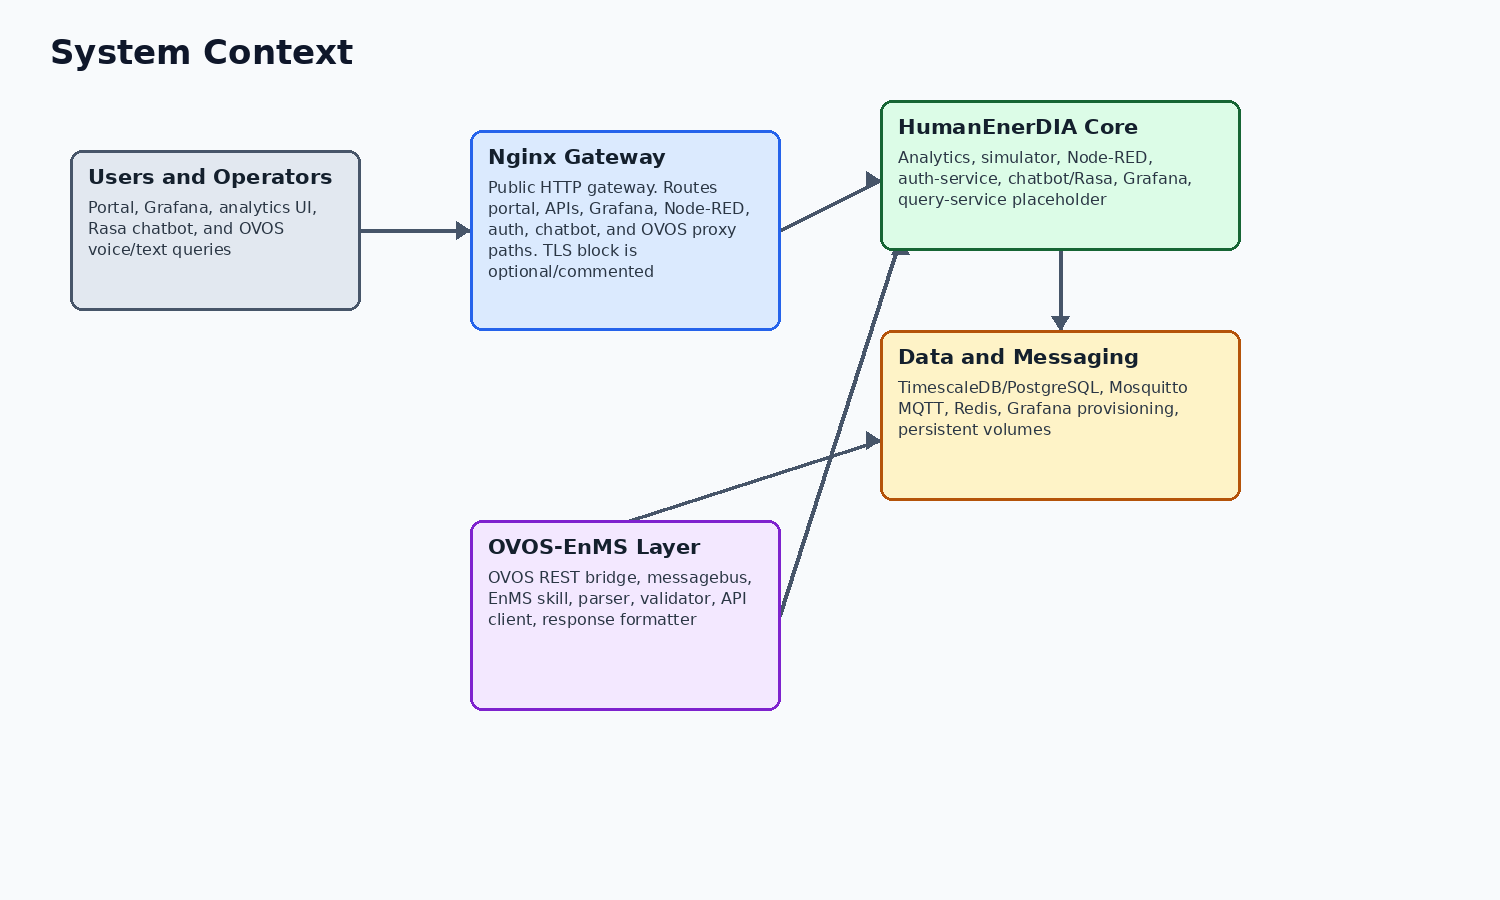 System Context
Users and Operators
Portal, Grafana, analytics UI,
Rasa chatbot, and OVOS
voice/text queries
Nginx Gateway
Public HTTP gateway. Routes
portal, APIs, Grafana, Node-RED,
auth, chatbot, and OVOS proxy
paths. TLS block is
optional/commented
HumanEnerDIA Core
Analytics, simulator, Node-RED,
auth-service, chatbot/Rasa, Grafana,
query-service placeholder
Data and Messaging
TimescaleDB/PostgreSQL, Mosquitto
MQTT, Redis, Grafana provisioning,
persistent volumes
OVOS-EnMS Layer
OVOS REST bridge, messagebus,
EnMS skill, parser, validator, API
client, response formatter